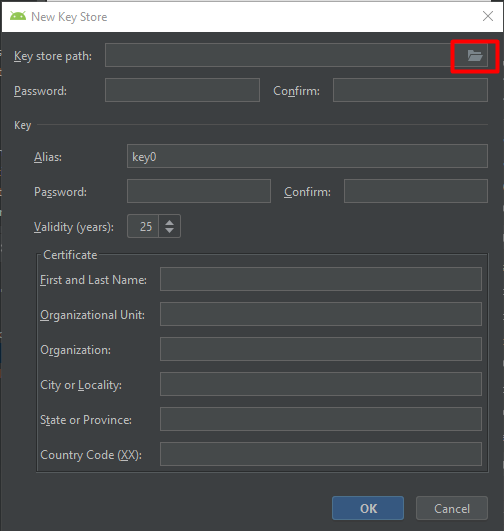 New Key Store
Key store path:
Password: Confirm:
Key
Alias: key0
Password: Confirm:
Validity (years): 25
Certificate
First and Last Name:
Organizational Unit:
Organization:
City or Locality:
State or Province:
Country Code (XX):
OK Cancel